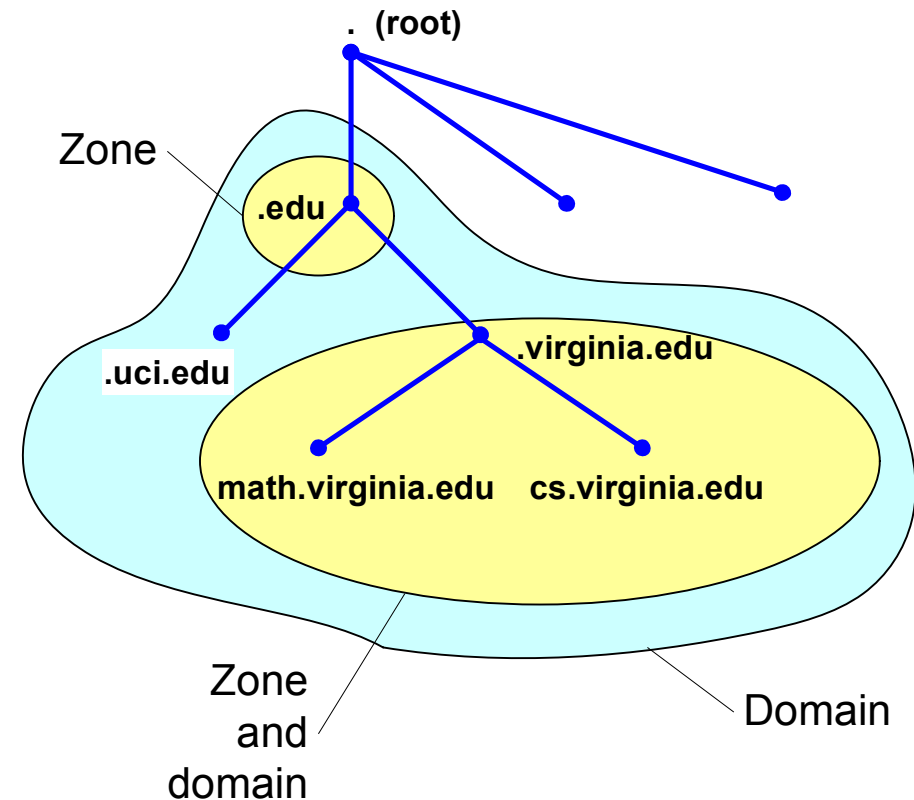 . (root)
Zone
.edu
.virginia.edu
.uci.edu
math.virginia.edu cs.virginia.edu
Zone
and
domain
Domain